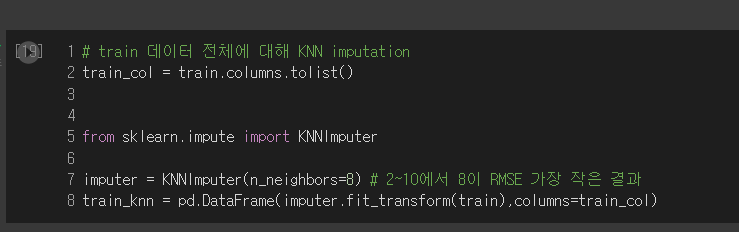 [19]
1 # train 데이터 전체에 대해 KNN imputation
2 train_col = train.columns.tolist()
3
4
5 from sklearn.impute import KNNImputer
6
7 imputer = KNNImputer(n_neighbors=8) # 2~10에서 8이 RMSE 가장 작은 결과
8 train_knn = pd.DataFrame(imputer.fit_transform(train),columns=train_col)